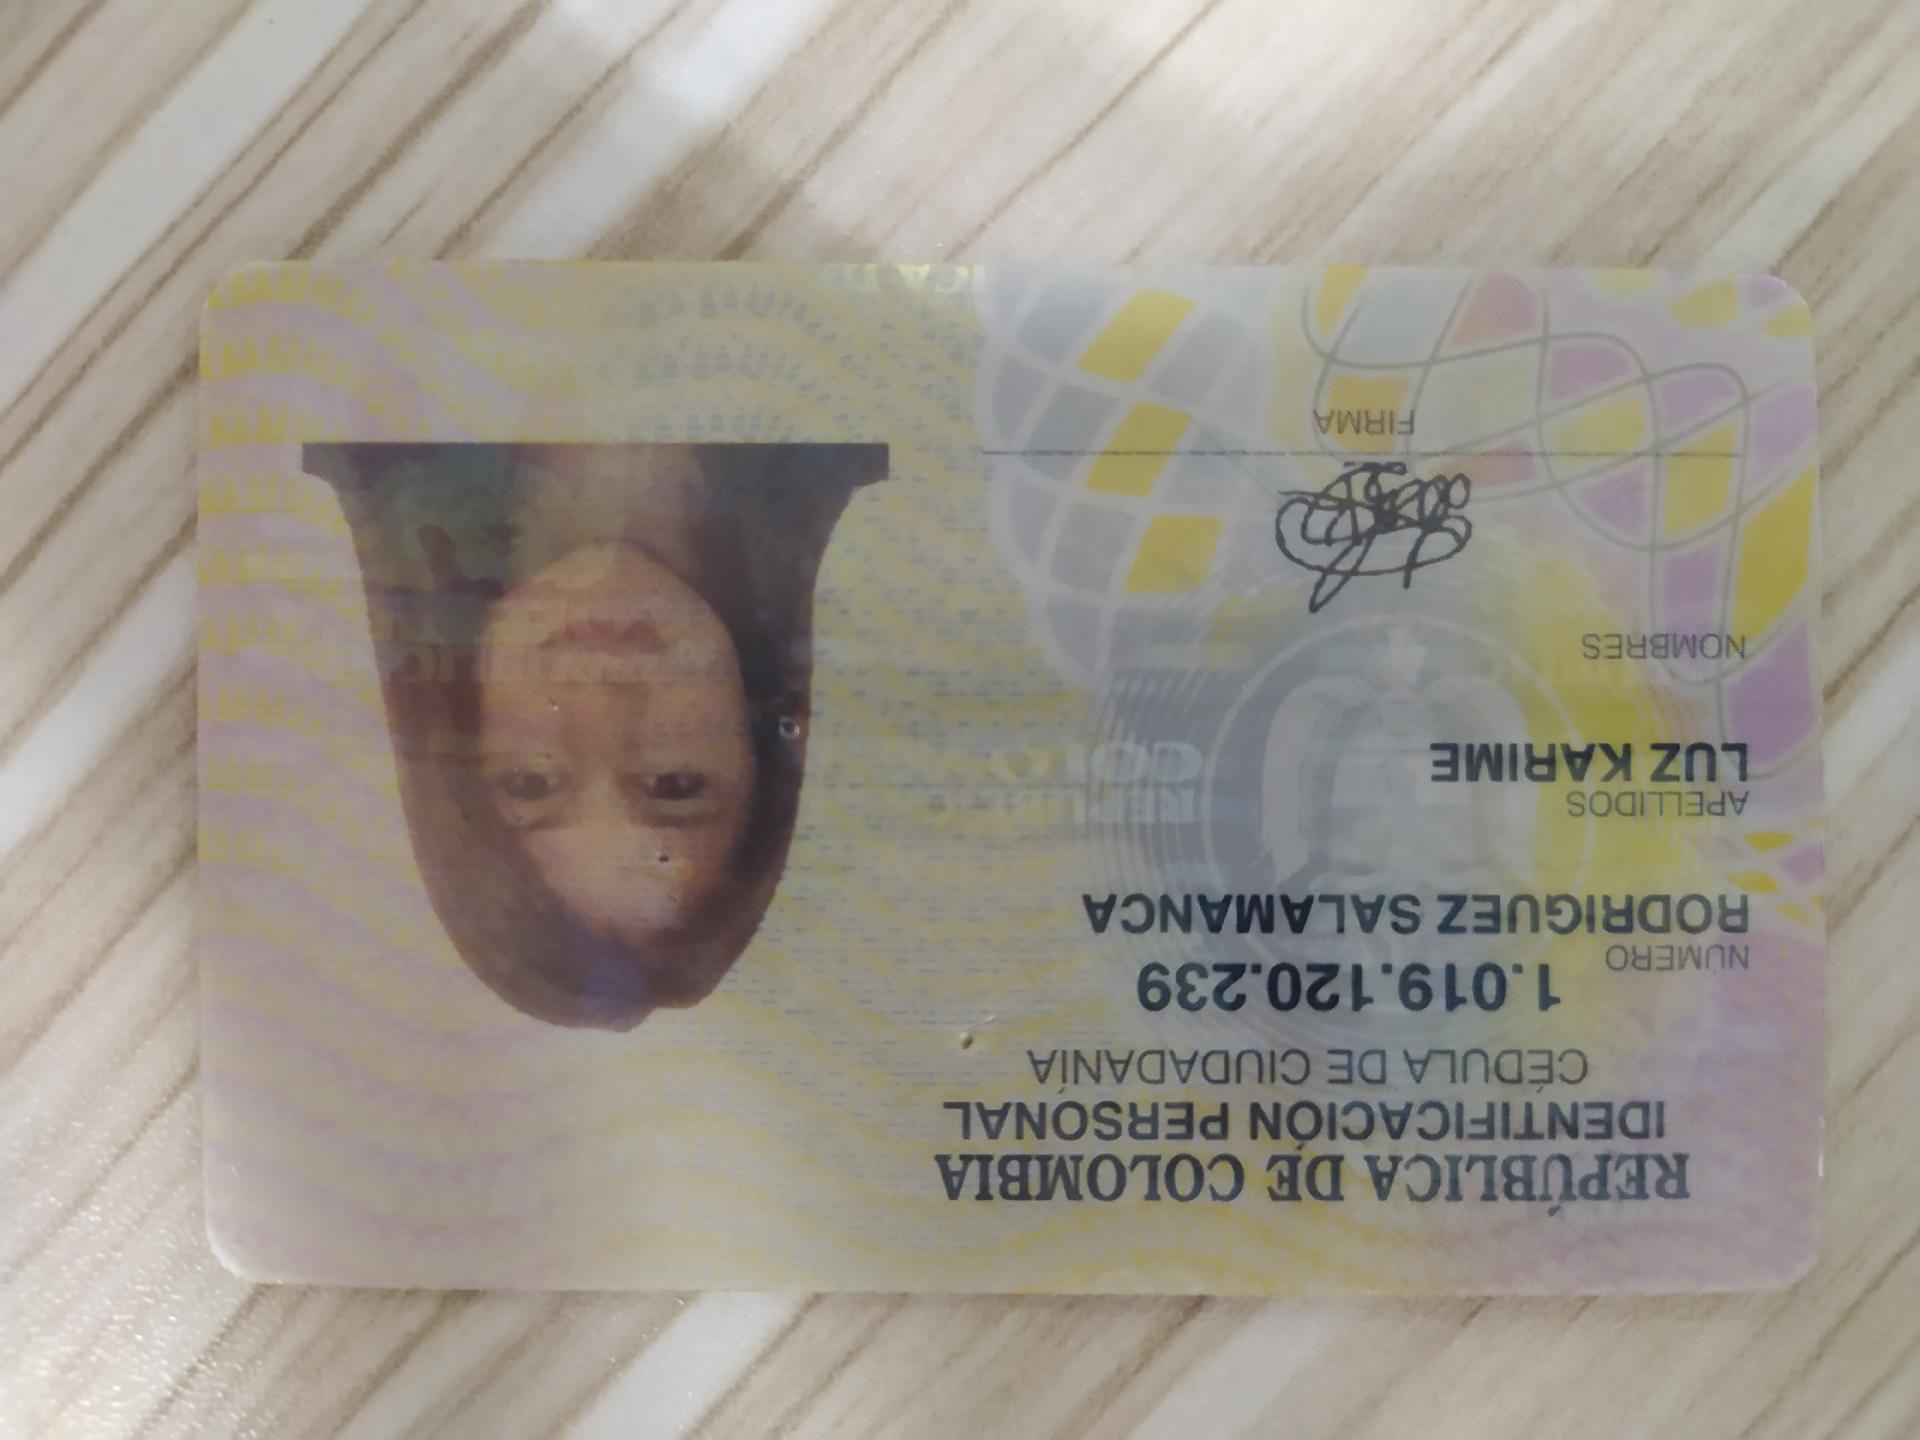 REPÚBLICA DE COLOMBIA
IDENTIFICACIÓN PERSONAL
CÉDULA DE CIUDADANÍA
NÚMERO 1.019.120.239
RODRIGUEZ SALAMANCA
APELLIDOS
LUZ KARIME
NOMBRES
FIRMA